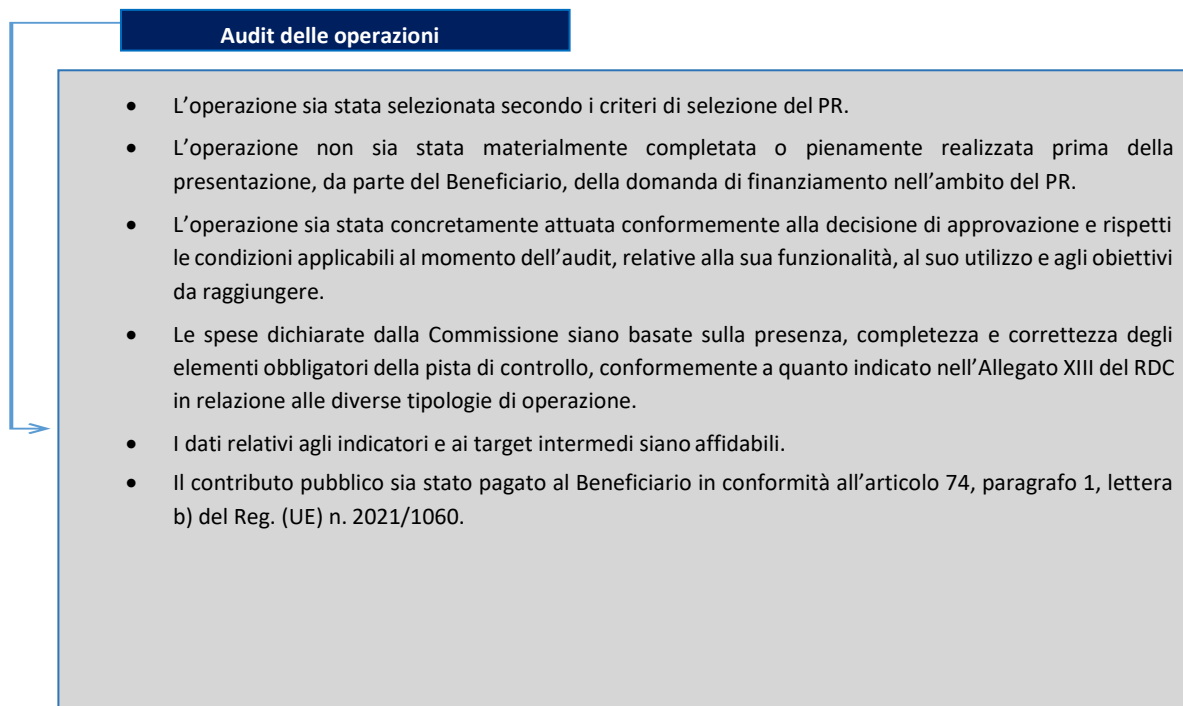 Audit delle operazioni
• L’operazione sia stata selezionata secondo i criteri di selezione del PR.
• L’operazione non sia stata materialmente completata o pienamente realizzata prima della
presentazione, da parte del Beneficiario, della domanda di finanziamento nell’ambito del PR.
• L’operazione sia stata concretamente attuata conformemente alla decisione di approvazione e rispetti
le condizioni applicabili al momento dell’audit, relative alla sua funzionalità, al suo utilizzo e agli obiettivi
da raggiungere.
• Le spese dichiarate dalla Commissione siano basate sulla presenza, completezza e correttezza degli
elementi obbligatori della pista di controllo, conformemente a quanto indicato nell’Allegato XIII del RDC
in relazione alle diverse tipologie di operazione.
• I dati relativi agli indicatori e ai target intermedi siano affidabili.
• Il contributo pubblico sia stato pagato al Beneficiario in conformità all’articolo 74, paragrafo 1, lettera
b) del Reg. (UE) n. 2021/1060.